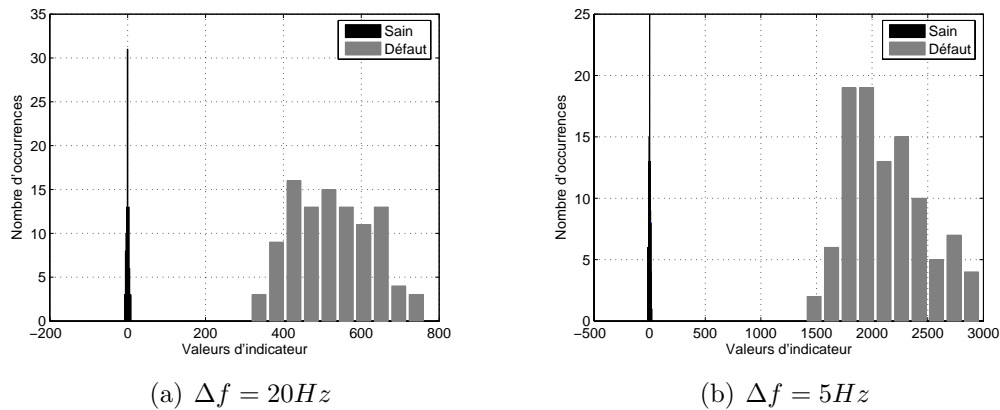 35
30
25
20
15
10
5
0
Nombre d'occurrences
Sain
Défaut
−200 0 200 400 600 800
Valeurs d'indicateur
(a) Δf = 20Hz
25
20
15
10
5
0
Nombre d'occurrences
Sain
Défaut
−500 0 500 1000 1500 2000 2500 3000
Valeurs d'indicateur
(b) Δf = 5Hz